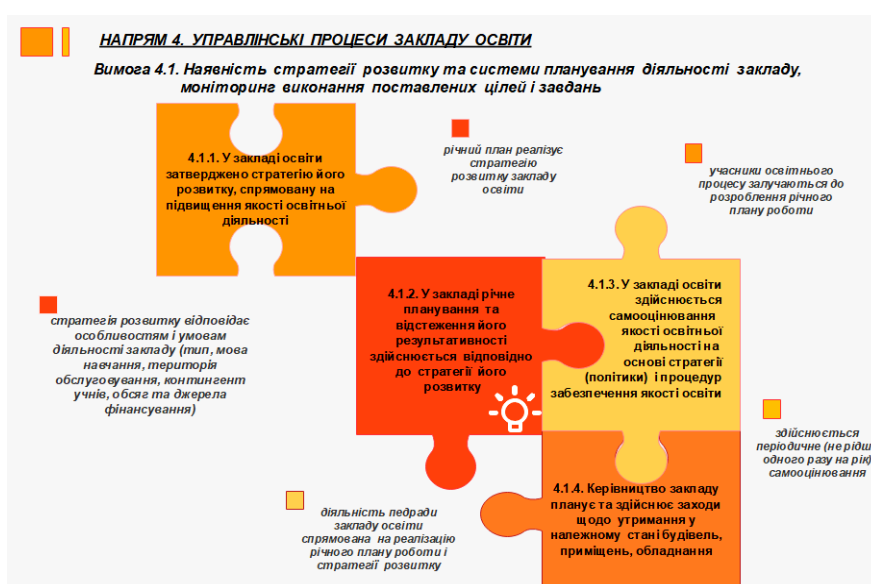 НАПРЯМ 4. УПРАВЛІНСЬКІ ПРОЦЕСИ ЗАКЛАДУ ОСВІТИ
Вимога 4.1. Наявність стратегії розвитку та системи планування діяльності закладу,
моніторинг виконання поставлених цілей і завдань
4.1.1. У закладі освіти
затверджено стратегію його
розвитку, спрямовану на
підвищення якості освітньої
діяльності
річний план реалізує
стратегію
розвитку закладу
освіти
учасники освітнього
процесу залучаються до
розроблення річного
плану роботи
4.1.2. У закладі річне
планування та
відстеження його
результативності
здійснюється відповідно
до стратегії його
розвитку
4.1.3. У закладі освіти
здійснюється
самооцінювання
якості освітньої
діяльності на
основі стратегії
(політики) і процедур
забезпечення якості освіти
стратегія розвитку відповідає
особливостям і умовам
діяльності закладу (тип, мова
навчання, територія
обслуговування, контингент
учнів, обсяг та джерела
фінансування)
здійснюється
періодичне (не рідш
одного разу на рік)
самооцінювання
4.1.4. Керівництво закладу
планує та здійснює заходи
щодо утримання у
належному стані будівель,
приміщень, обладнання
діяльність педради
закладу освіти
спрямована на реалізацію
річного плану роботи і
стратегії розвитку